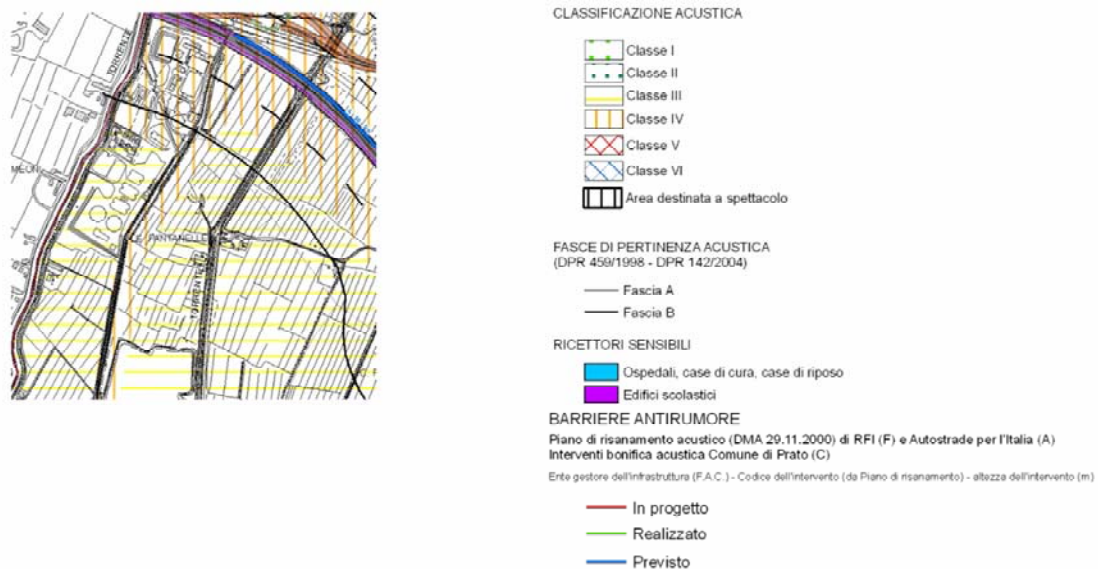 TORRENTE
LE PANTANELLE
TORRENTE
CLASSIFICAZIONE ACUSTICA
Classe I
Classe II
Classe III
Classe IV
Classe V
Classe VI
Area destinata a spettacolo
FASCE DI PERTINENZA ACUSTICA
(DPR 459/1998 - DPR 142/2004)
Fascia A
Fascia B
RICETTORI SENSIBILI
Ospedali, case di cura, case di riposo
Edifici scolastici
BARRIERE ANTIRUMORE
Piano di risanamento acustico (DMA 29.11.2000) di RFI (F) e Autostrade per l'Italia (A)
Interventi bonifica acustica Comune di Prato (C)
Ente gestore dell'infrastruttura (F.A.C.) - Codice dell'intervento (da Piano di risanamento) - altezza dell'intervento (m)
In progetto
Realizzato
Previsto